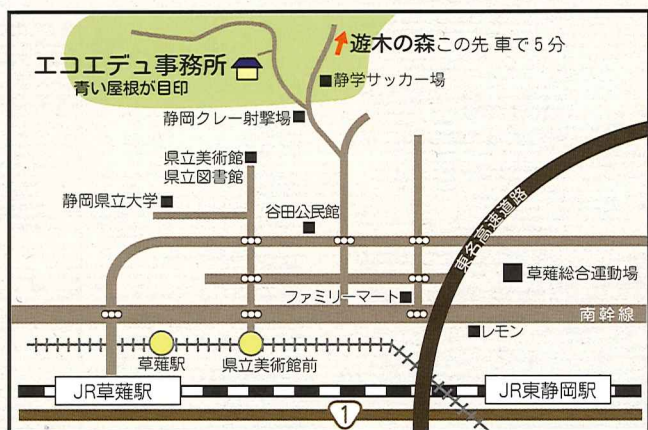 遊木の森この先 車で5分
エコエデュ事務所
青い屋根が目印
静学サッカー場
静岡クレー射撃場
県立美術館
県立図書館
静岡県立大学
谷田公民館
東名高速道路
草薙総合運動場
ファミリーマート
南幹線
レモン
草薙駅
県立美術館前
JR草薙駅
JR東静岡駅
1